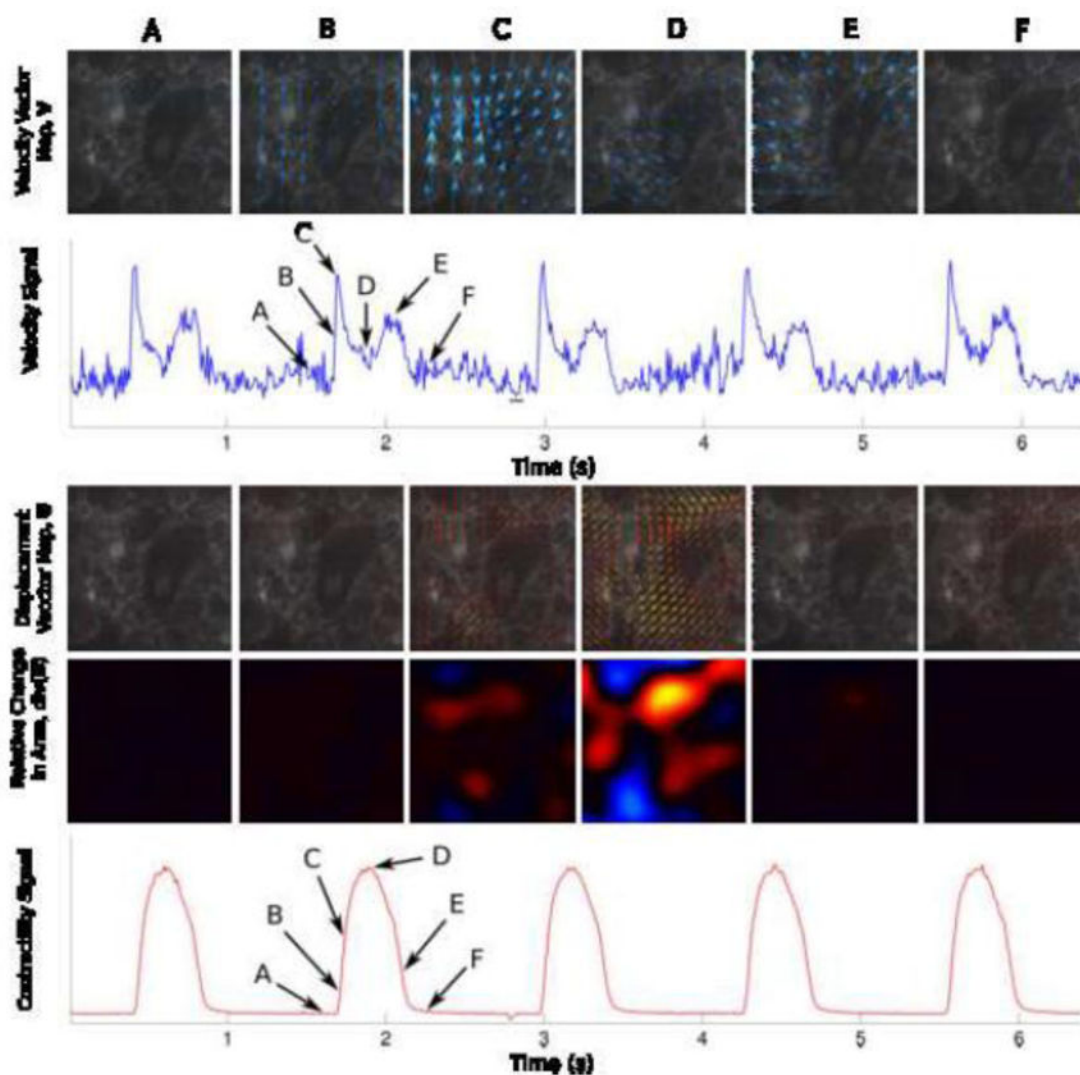 A B C D E F
Velocity Vector
Map, V
Velocity Signal
C
B
D
E
A
F
1 2 3 4 5 6
Time (s)
Displacement
Vector Map,
Relative Change
in Area,
Contractility Signal
C
D
B
E
A
F
1 2 3 4 5 6
Time (s)